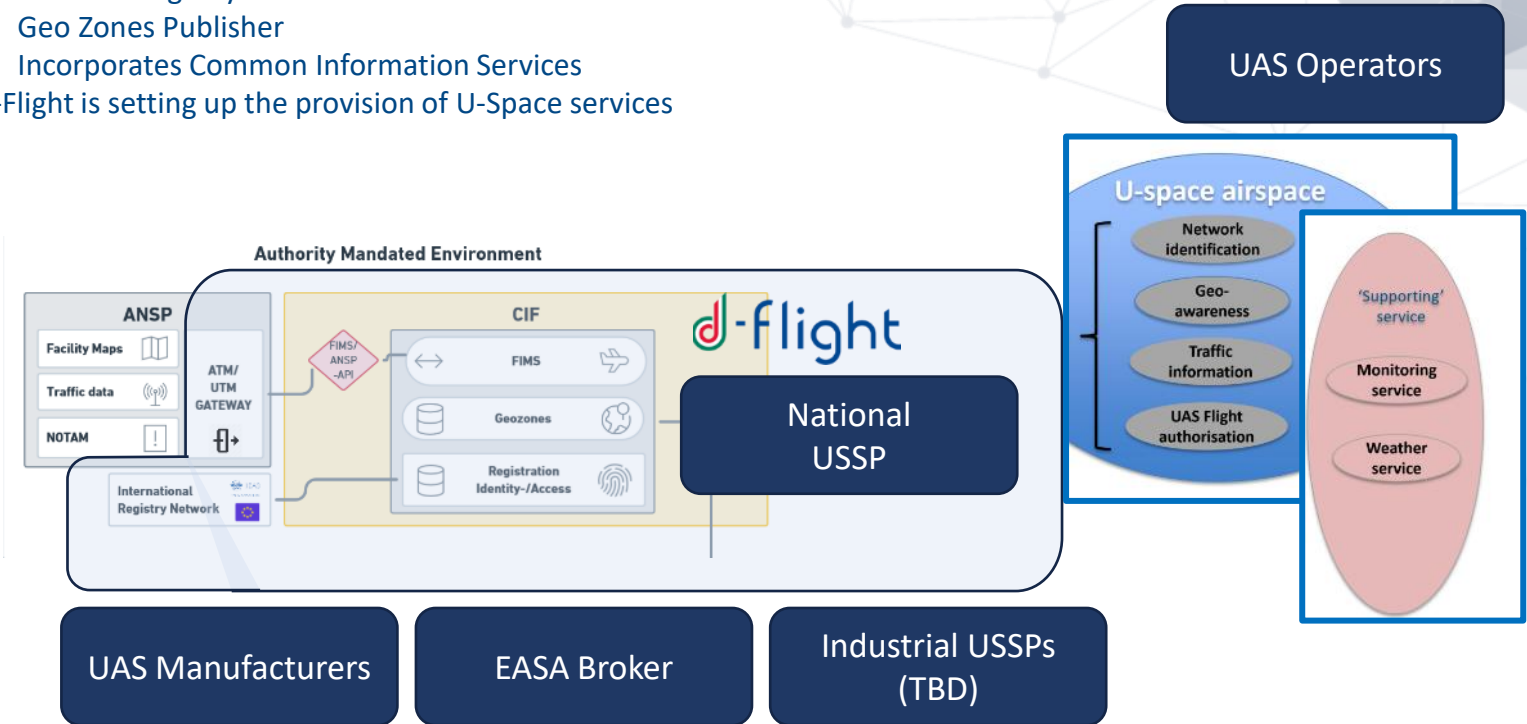 Geo Zones Publisher
Incorporates Common Information Services
-Flight is setting up the provision of U-Space services
UAS Operators
Authority Mandated Environment
ANSP
Facility Maps
Traffic data
NOTAM
ATM/
UTM
GATEWAY
International
Registry Network
FIMS/
ANSP
-API
CIF
FIMS
Geozones
Registration
Identity-/Access
d-flight
National
USSP
U-space airspace
Network
identification
Geo-
awareness
Traffic
information
UAS Flight
authorisation
'Supporting'
service
Monitoring
service
Weather
service
UAS Manufacturers
EASA Broker
Industrial USSPs
(TBD)